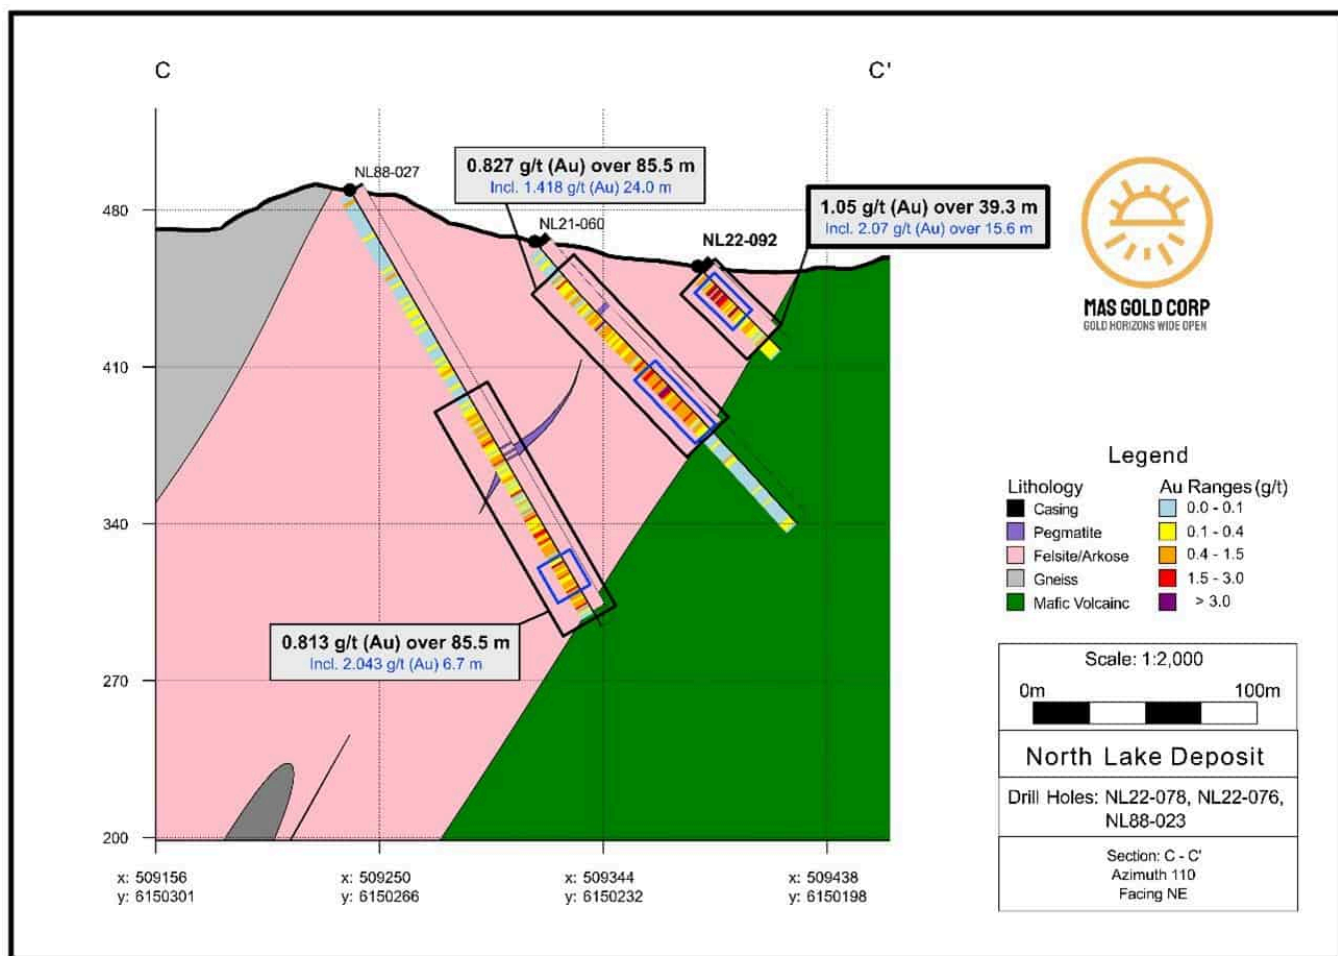 C
C'
NL88-027
0.827 g/t (Au) over 85.5 m
Incl. 1.418 g/t (Au) 24.0 m
NL21-060
NL22-092
1.05 g/t (Au) over 39.3 m
Incl. 2.07 g/t (Au) over 15.6 m
480
410
340
270
200
0.813 g/t (Au) over 85.5 m
Incl. 2.043 g/t (Au) 6.7 m
x: 509156
y: 6150301
x: 509250
y: 6150266
x: 509344
y: 6150232
x: 509438
y: 6150198
MAS GOLD CORP
GOLD HORIZONS WIDE OPEN
Legend
Lithology
Casing
Pegmatite
Felsite/Arkose
Gneiss
Mafic Volcainc
Au Ranges (g/t)
0.0 - 0.1
0.1 - 0.4
0.4 - 1.5
1.5 - 3.0
> 3.0
Scale: 1:2,000
0m 100m
North Lake Deposit
Drill Holes: NL22-078, NL22-076,
NL88-023
Section: C - C'
Azimuth 110
Facing NE